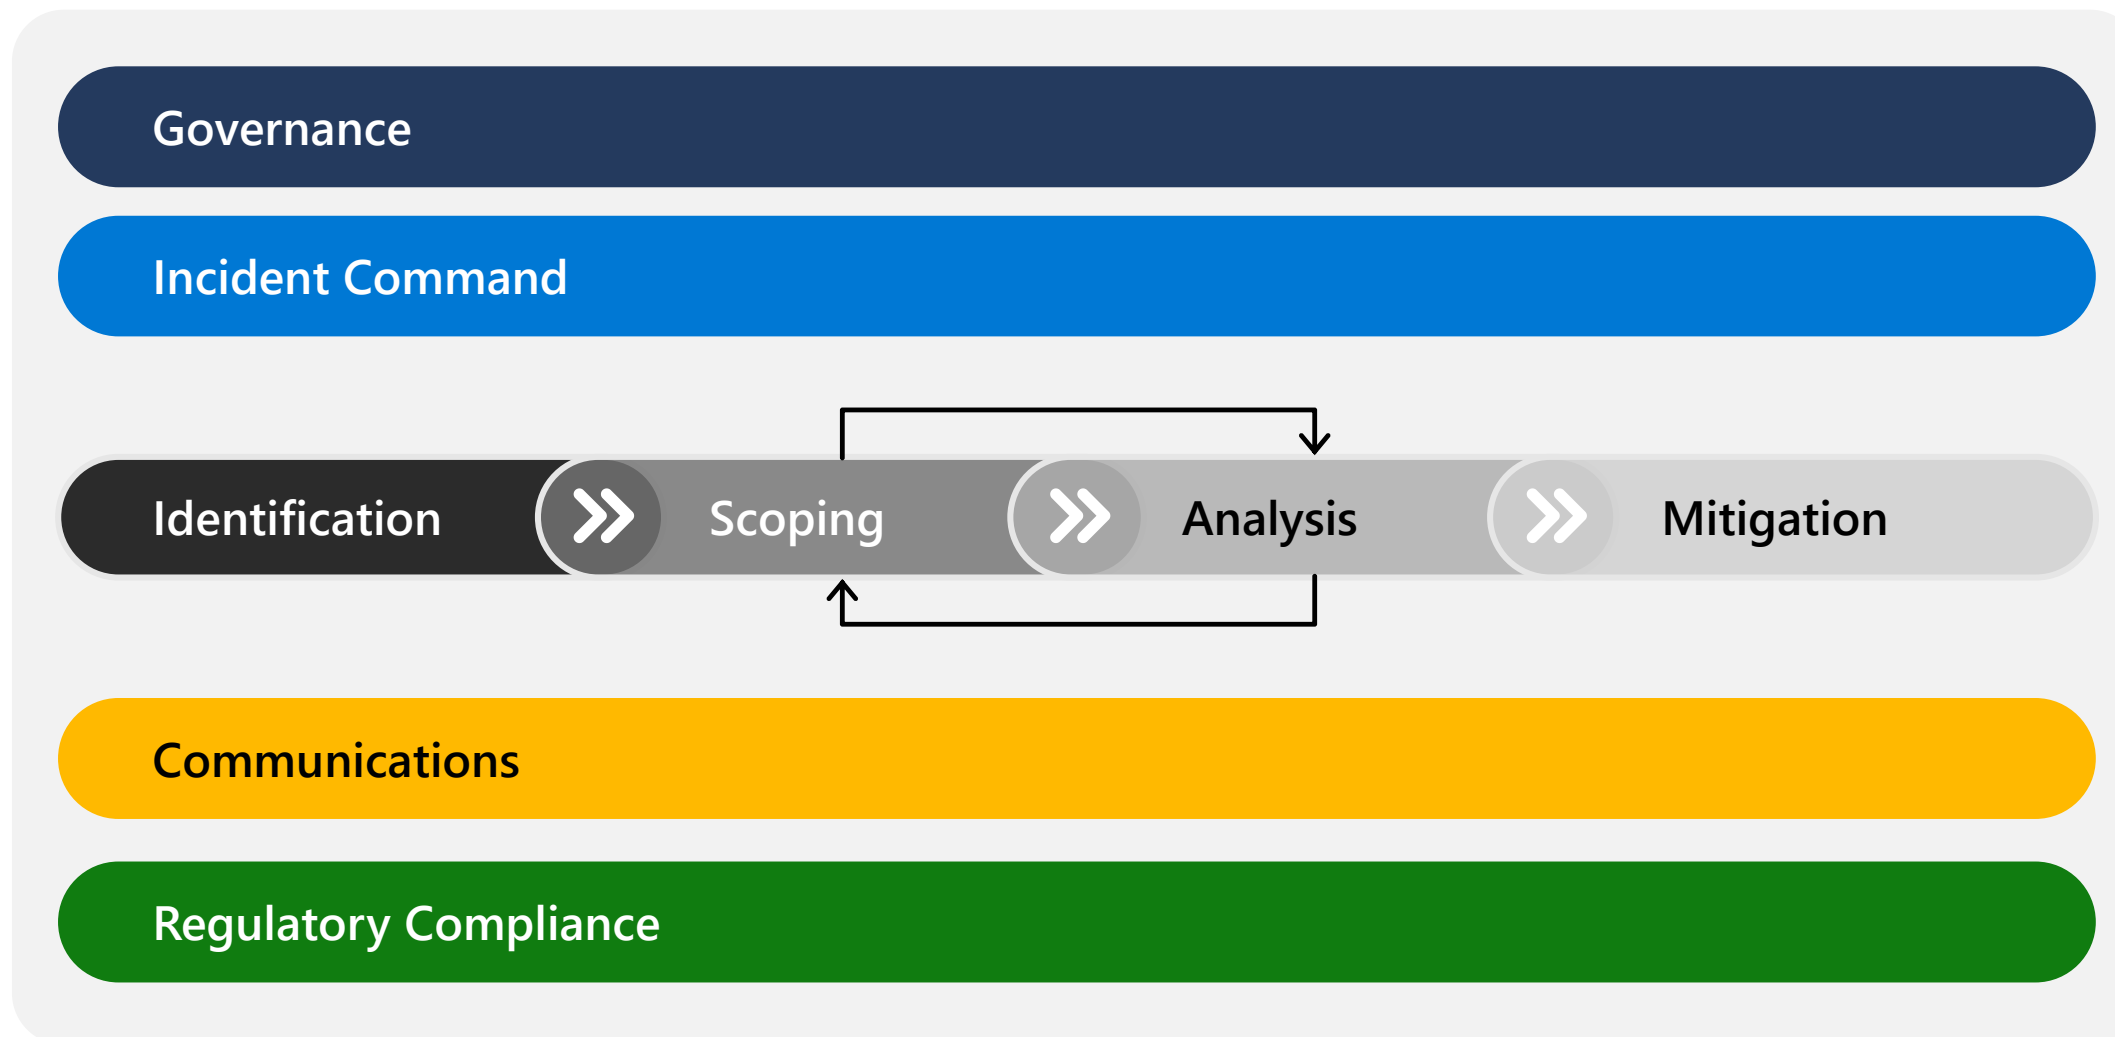 Governance
Incident Command
Identification
Scoping
Analysis
Mitigation
Communications
Regulatory Compliance